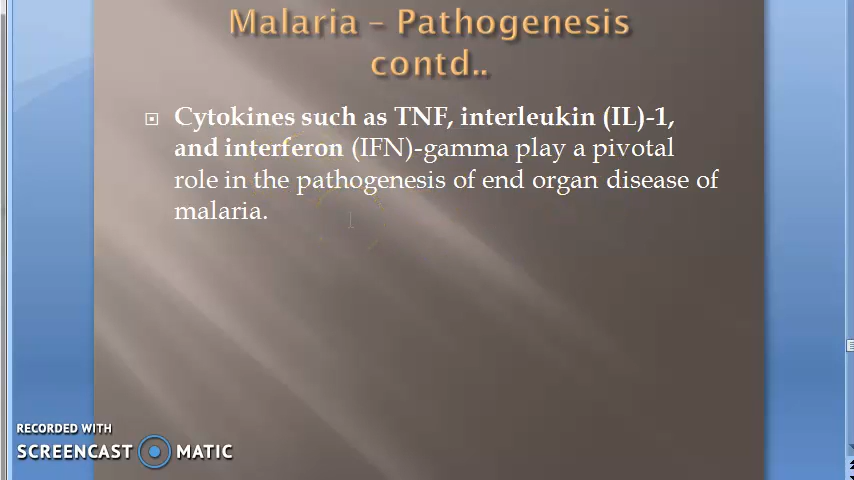 Malaria – Pathogenesis
contd..
Cytokines such as TNF, interleukin (IL)-1,
and interferon (IFN)-gamma play a pivotal
role in the pathogenesis of end organ disease of
malaria.
RECORDED WITH
SCREENCAST MATIC